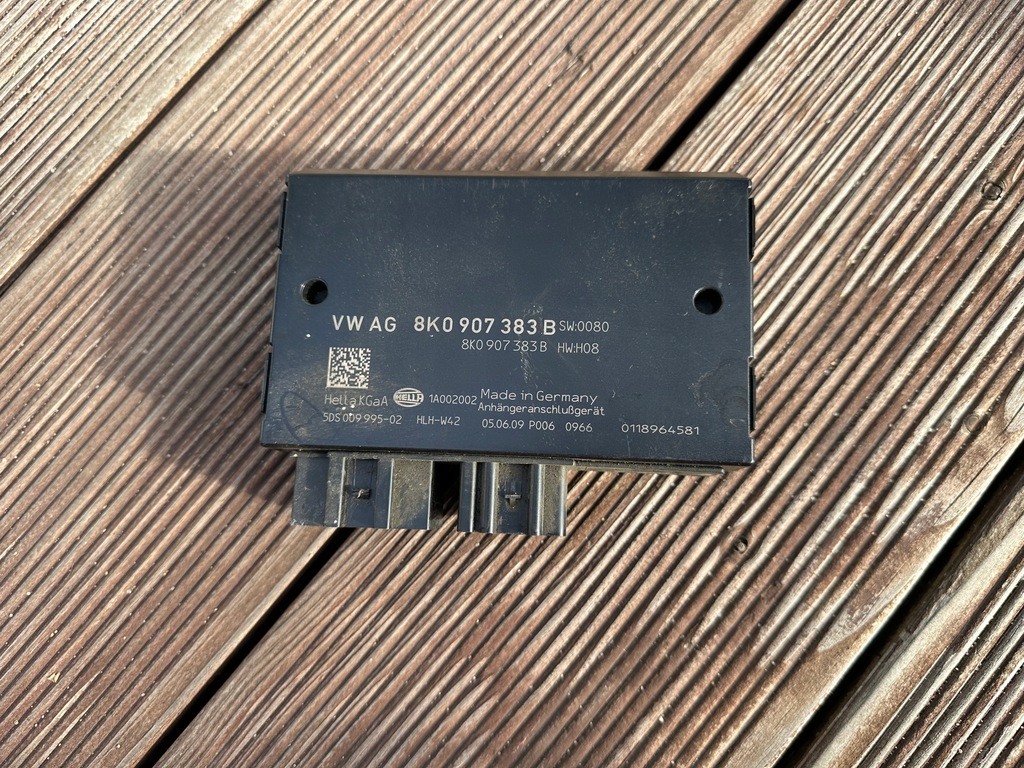 VW AG 8K0 907 383 B SW:0080
8K0 907 383 B HW:H08
Hella KGaA HELLA 1A002002 Made in Germany
Anhängeranschlußgerät
5DS 009 995-02 HLH-W42 05.06.09 P006 0966 0118964581